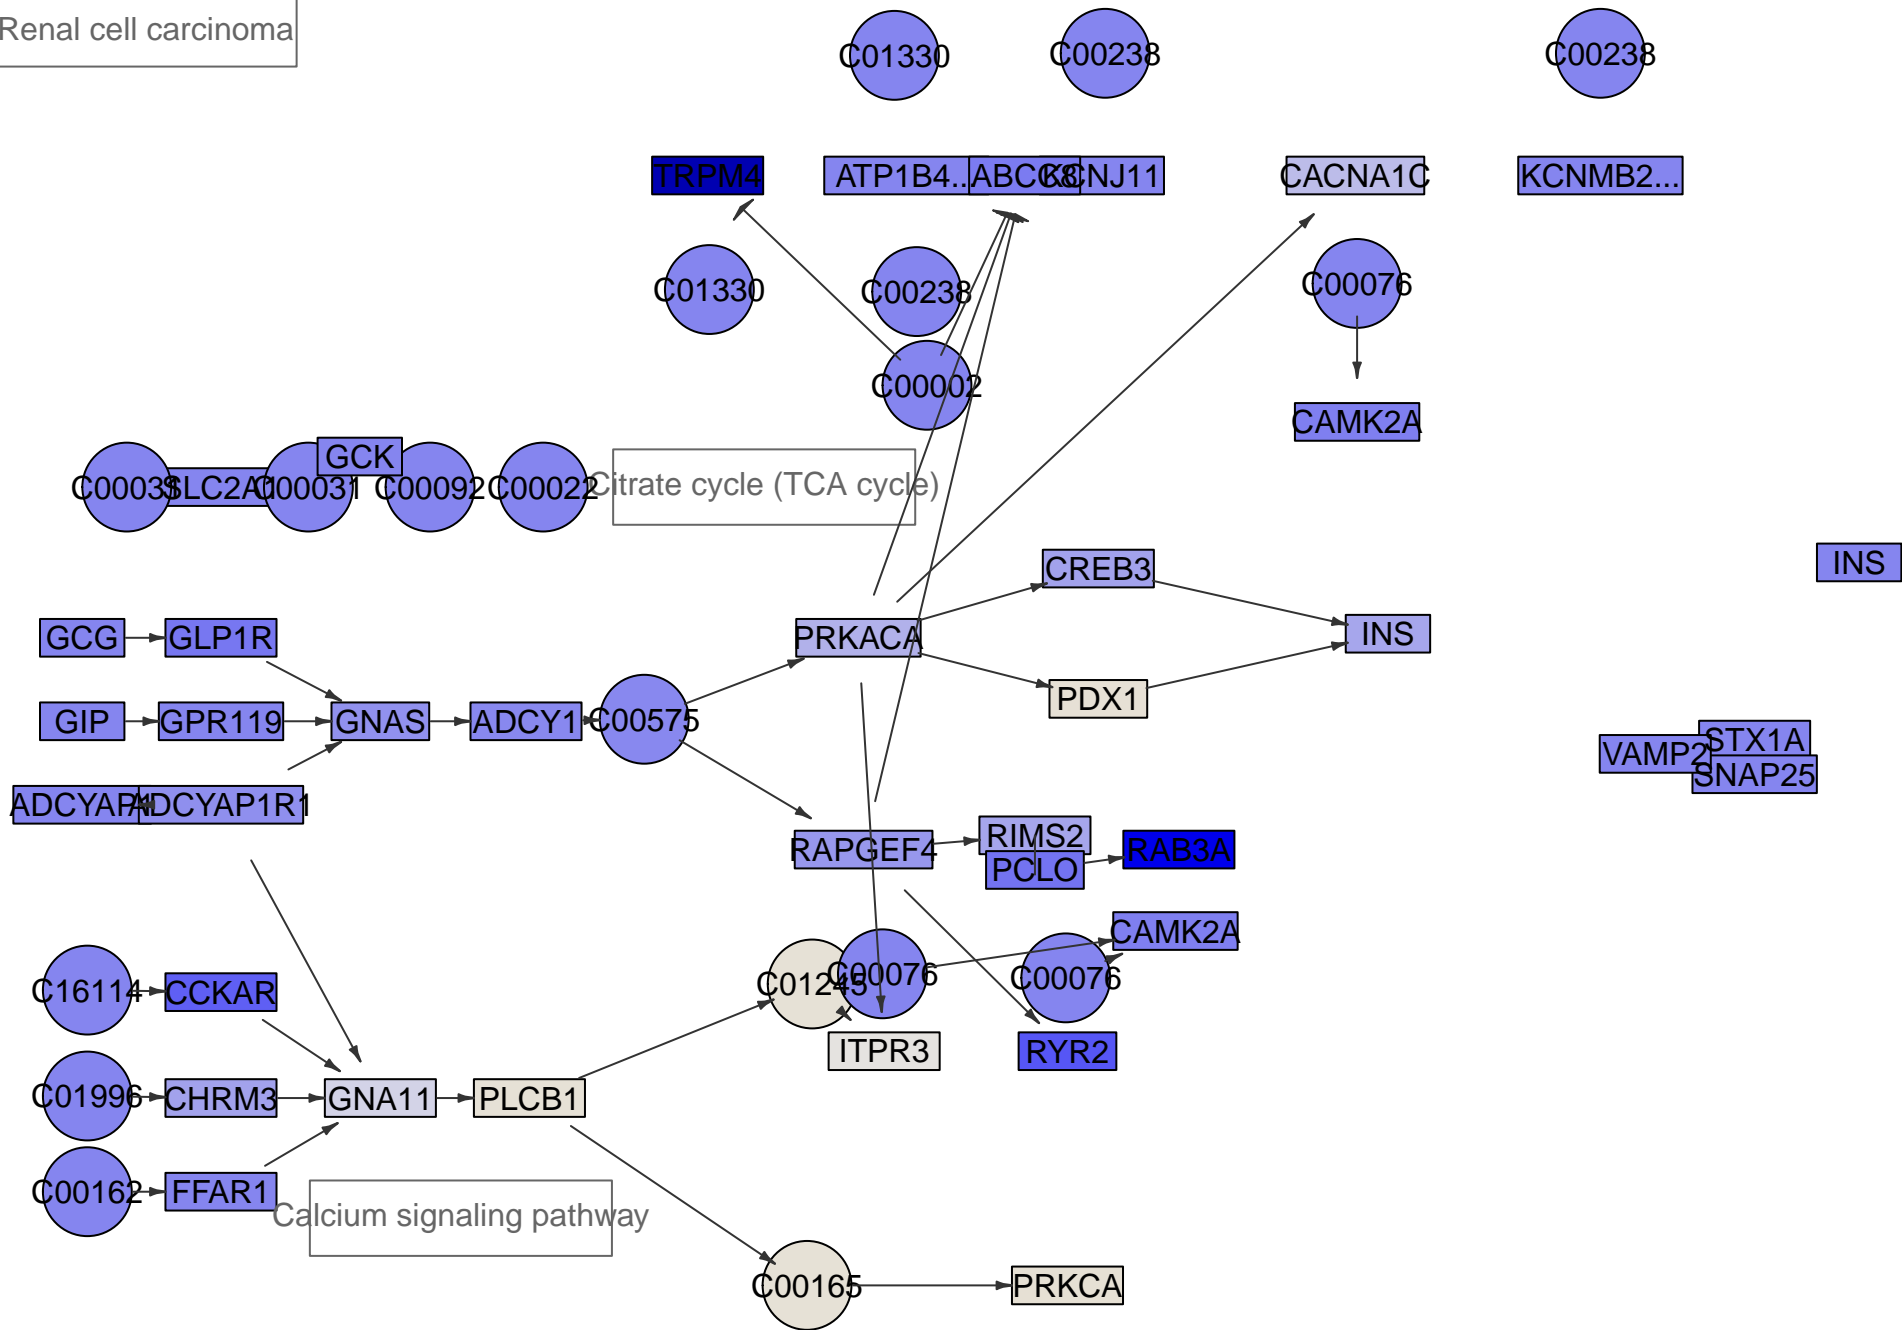 Renal cell carcinoma
C01330
C00238
C00238
TRPM4
ATP1B4...
ABCC8
KCNJ11
CACNA1C
KCNMB2...
C01330
C00238
C00076
C00002
CAMK2A
GCK
C00031
SLC2A1
C00031
C00092
C00022
Citrate cycle (TCA cycle)
CREB3
INS
GCG
GLP1R
PRKACA
INS
PDX1
GIP
GPR119
GNAS
ADCY1
C00575
STX1A
VAMP2
SNAP25
ADCYAP1
ADCYAP1R1
RIMS2
RAPGEF4
RAB3A
PCLO
CAMK2A
C01245
C00076
C00076
C16114
CCKAR
ITPR3
RYR2
C01996
CHRM3
GNA11
PLCB1
C00162
FFAR1
Calcium signaling pathway
C00165
PRKCA